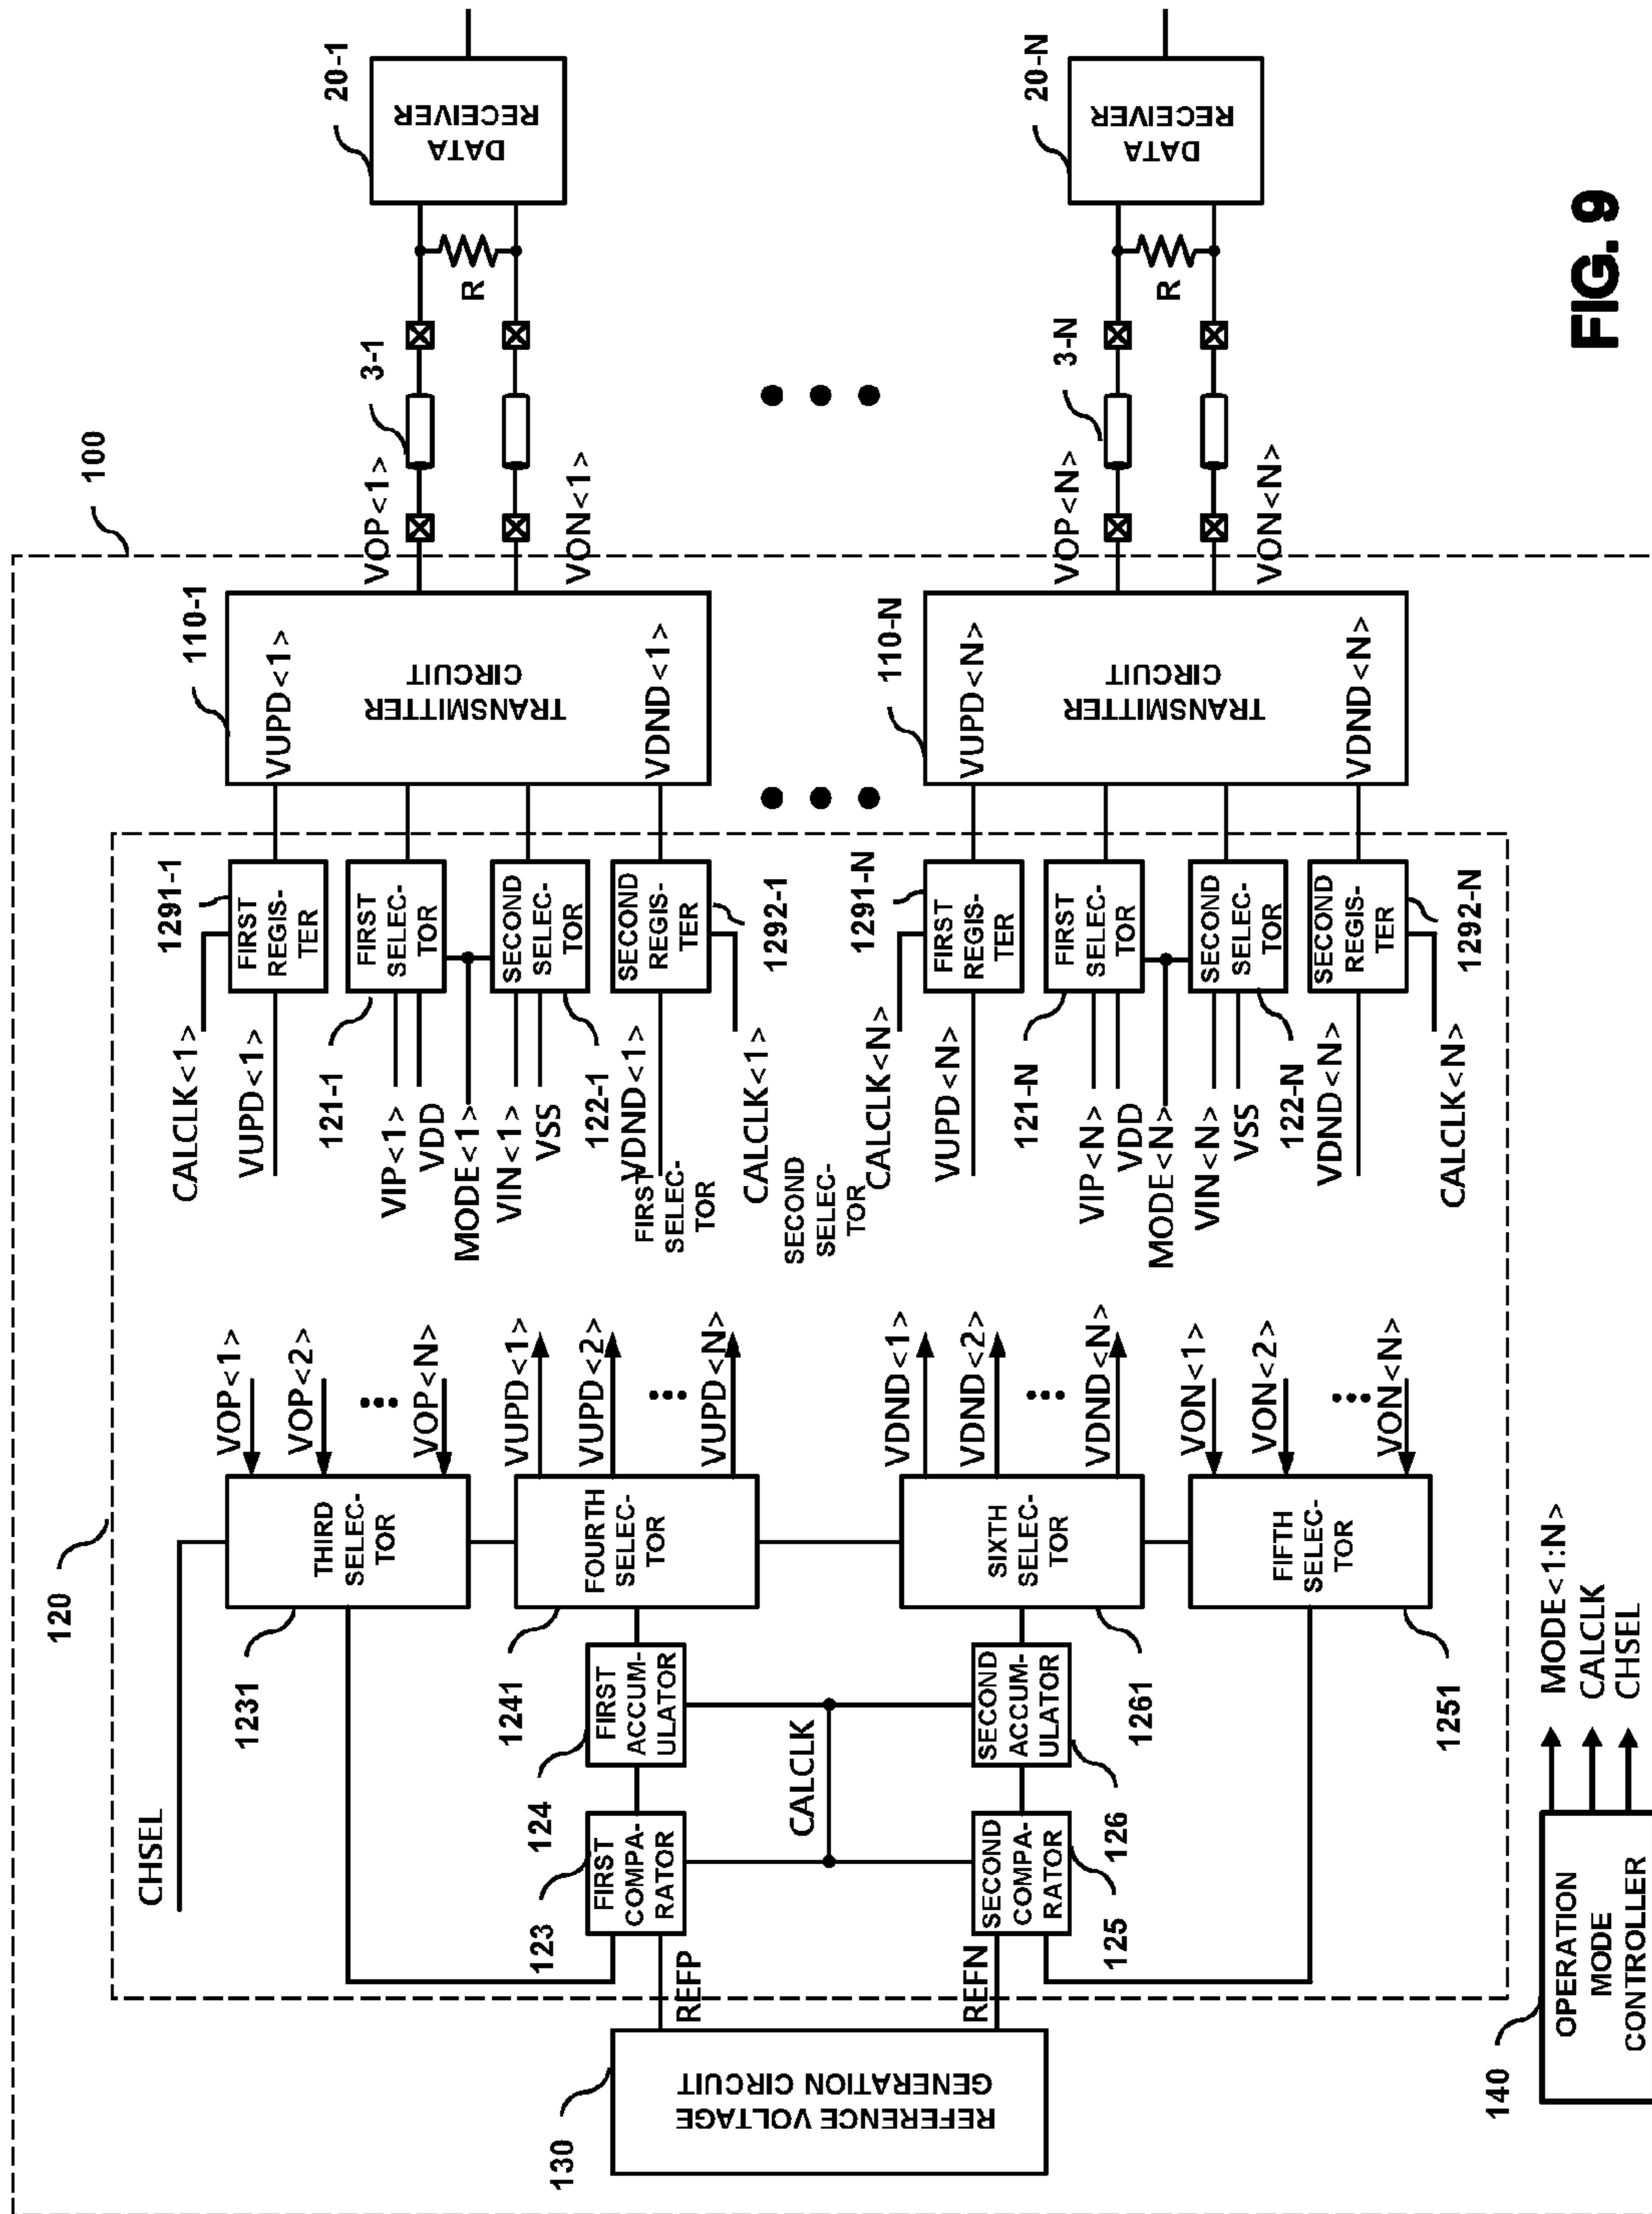 100
120
110-1
20-1
3-1
CHSEL
1231
THIRD
SELEC-
TOR
VOP<1>
VOP<2>
VOP<N>
1241
FOURTH
SELEC-
TOR
VUPD<1>
VUPD<2>
VUPD<N>
124
FIRST
ACCUM-
ULATOR
123
FIRST
COMPA-
RATOR
CALCLK
REFP
REFN
130
REFERENCE VOLTAGE
GENERATION CIRCUIT
125
SECOND
COMPA-
RATOR
126
SECOND
ACCUM-
ULATOR
1261
SIXTH
SELEC-
TOR
VDND<1>
VDND<2>
VDND<N>
1251
FIFTH
SELEC-
TOR
VON<1>
VON<2>
VON<N>
140
OPERATION
MODE
CONTROLLER
MODE<1:N>
CALCLK
CHSEL
CALCLK<1>
1291-1
VUPD<1>
FIRST
REGIS-
TER
121-1
VIP<1>
VDD
FIRST
SELEC-
TOR
MODE<1>
VIN<1>
VSS
SECOND
SELEC-
TOR
122-1
VDND<1>
SECOND
REGIS-
TER
1292-1
CALCLK<1>
FIRST
SELEC-
TOR
SECOND
SELEC-
TOR
VUPD<1>
TRANSMITTER
CIRCUIT
VDND<1>
VOP<1>
VON<1>
R
DATA
RECEIVER
CALCLK<N>
1291-N
VUPD<N>
FIRST
REGIS-
TER
121-N
VIP<N>
VDD
FIRST
SELEC-
TOR
MODE<N>
VIN<N>
VSS
SECOND
SELEC-
TOR
122-N
VDND<N>
SECOND
REGIS-
TER
1292-N
CALCLK<N>
110-N
VUPD<N>
TRANSMITTER
CIRCUIT
VDND<N>
VOP<N>
VON<N>
3-N
R
20-N
DATA
RECEIVER
FIG. 9